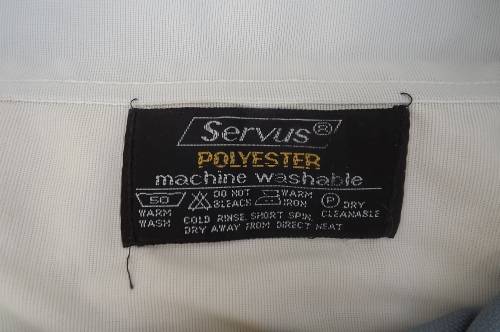 Servus®
POLYESTER
machine washable
50 WARM WASH
DO NOT BLEACH
WARM IRON
P DRY CLEANABLE
COLD RINSE. SHORT SPIN.
DRY AWAY FROM DIRECT HEAT